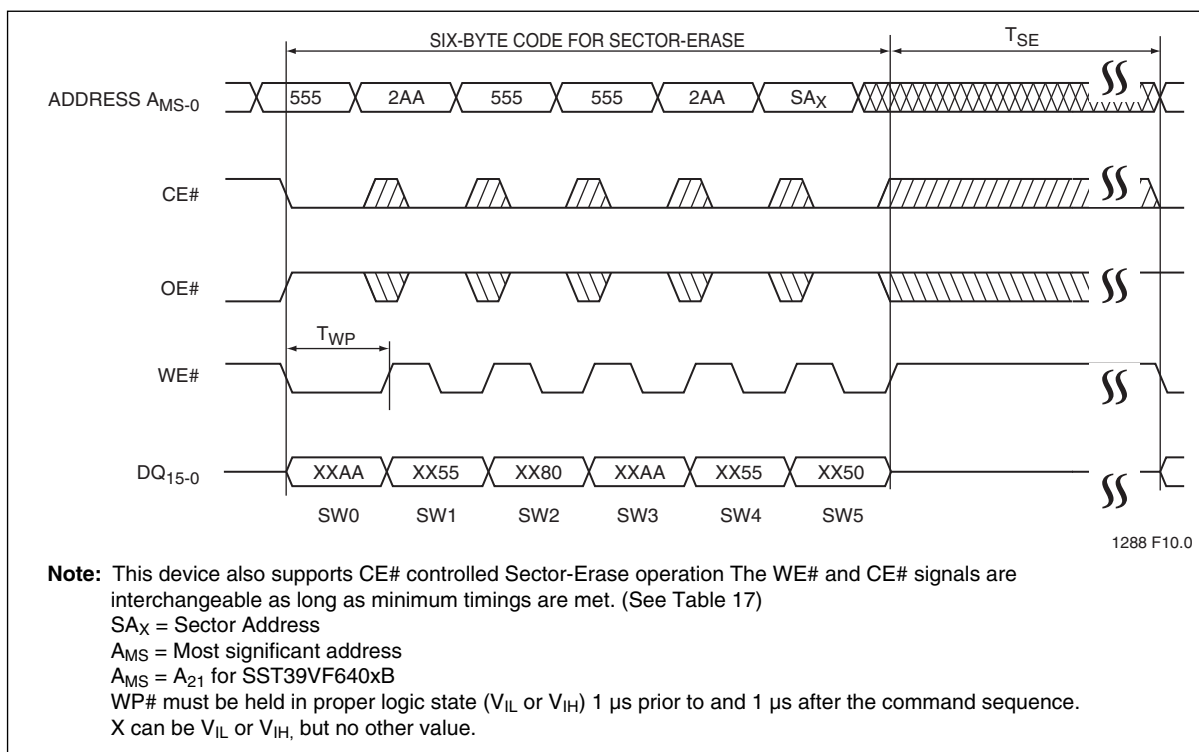 SIX-BYTE CODE FOR SECTOR-ERASE
TSE
ADDRESS AMS-0
555 2AA 555 555 2AA SAX
CE#
OE#
TWP
WE#
DQ15-0
XXAA XX55 XX80 XXAA XX55 XX50
SW0 SW1 SW2 SW3 SW4 SW5
1288 F10.0
Note: This device also supports CE# controlled Sector-Erase operation The WE# and CE# signals are
interchangeable as long as minimum timings are met. (See Table 17)
SAX = Sector Address
AMS = Most significant address
AMS = A21 for SST39VF640xB
WP# must be held in proper logic state (VIL or VIH) 1 µs prior to and 1 µs after the command sequence.
X can be VIL or VIH, but no other value.